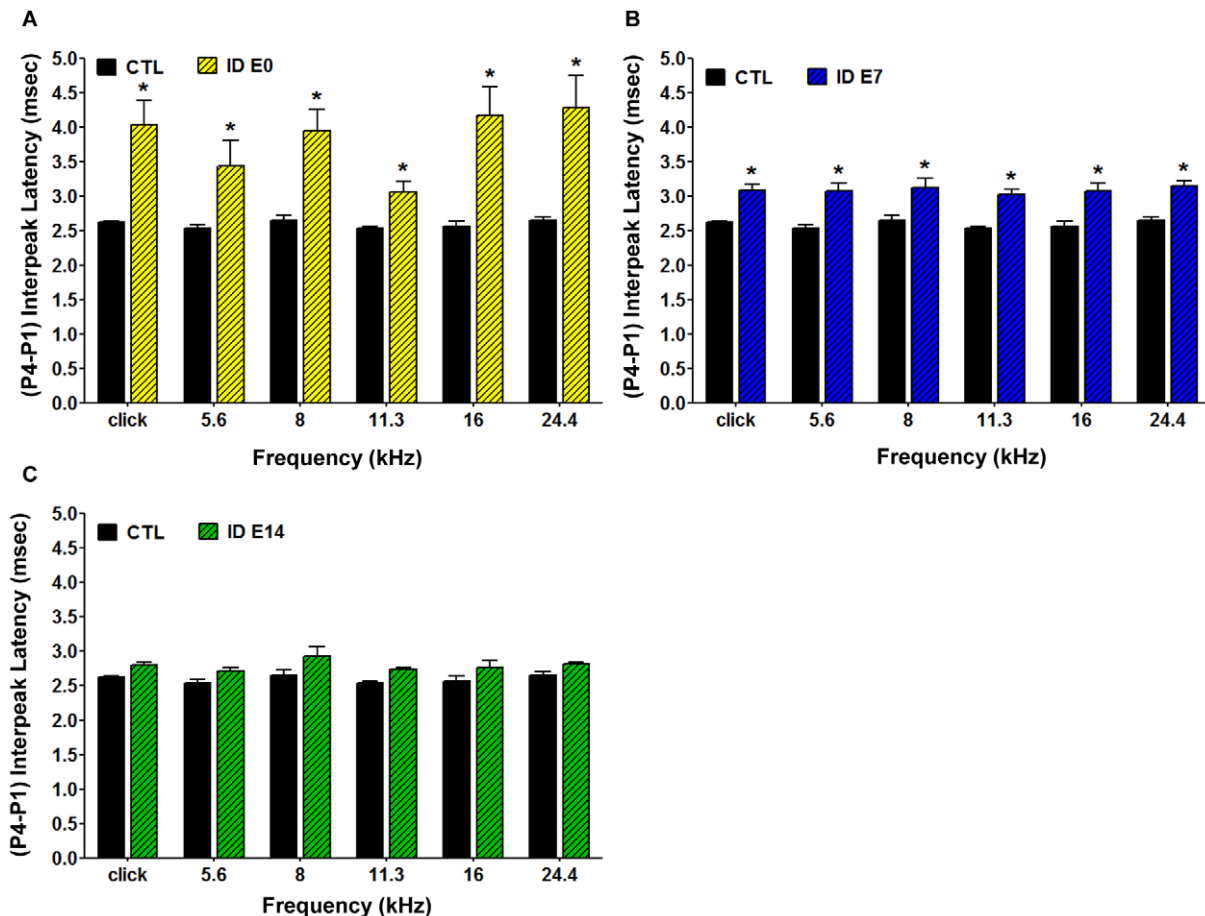 A
CTL ID E0
(P4-P1) Interpeak Latency (msec)
5.0
4.5
4.0
3.5
3.0
2.5
2.0
1.5
1.0
0.5
0.0
* * * * * *
click 5.6 8 11.3 16 24.4
Frequency (kHz)
B
CTL ID E7
(P4-P1) Interpeak Latency (msec)
5.0
4.5
4.0
3.5
3.0
2.5
2.0
1.5
1.0
0.5
0.0
* * * * * *
click 5.6 8 11.3 16 24.4
Frequency (kHz)
C
CTL ID E14
(P4-P1) Interpeak Latency (msec)
5.0
4.5
4.0
3.5
3.0
2.5
2.0
1.5
1.0
0.5
0.0
click 5.6 8 11.3 16 24.4
Frequency (kHz)